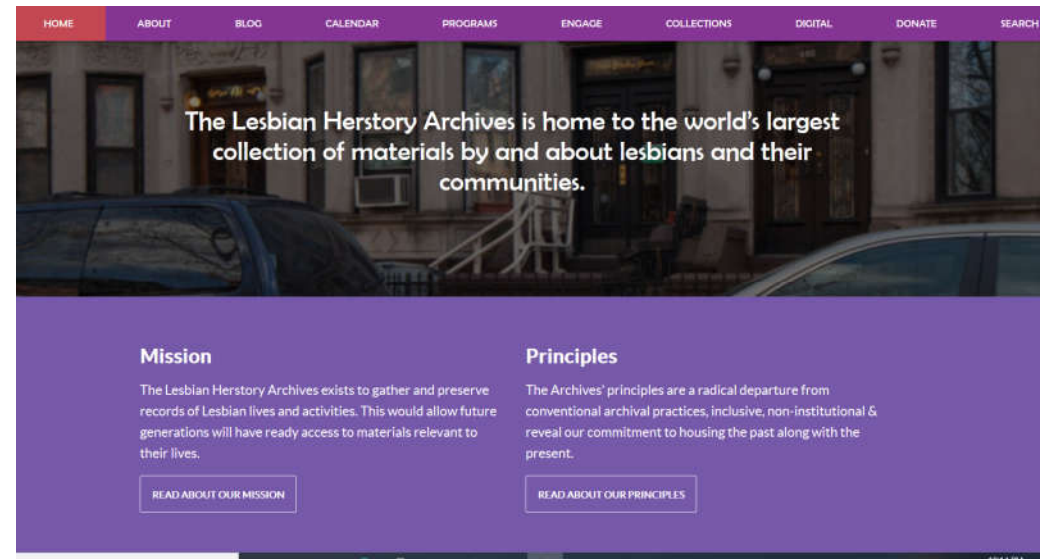 HOME ABOUT BLOG CALENDAR PROGRAMS ENGAGE COLLECTIONS DIGITAL DONATE SEARCH
The Lesbian Herstory Archives is home to the world's largest
collection of materials by and about lesbians and their
communities.
Mission
The Lesbian Herstory Archives exists to gather and preserve
records of Lesbian lives and activities. This would allow future
generations will have ready access to materials relevant to
their lives.
READ ABOUT OUR MISSION
Principles
The Archives' principles are a radical departure from
conventional archival practices, inclusive, non-institutional &
reveal our commitment to housing the past along with the
present.
READ ABOUT OUR PRINCIPLES